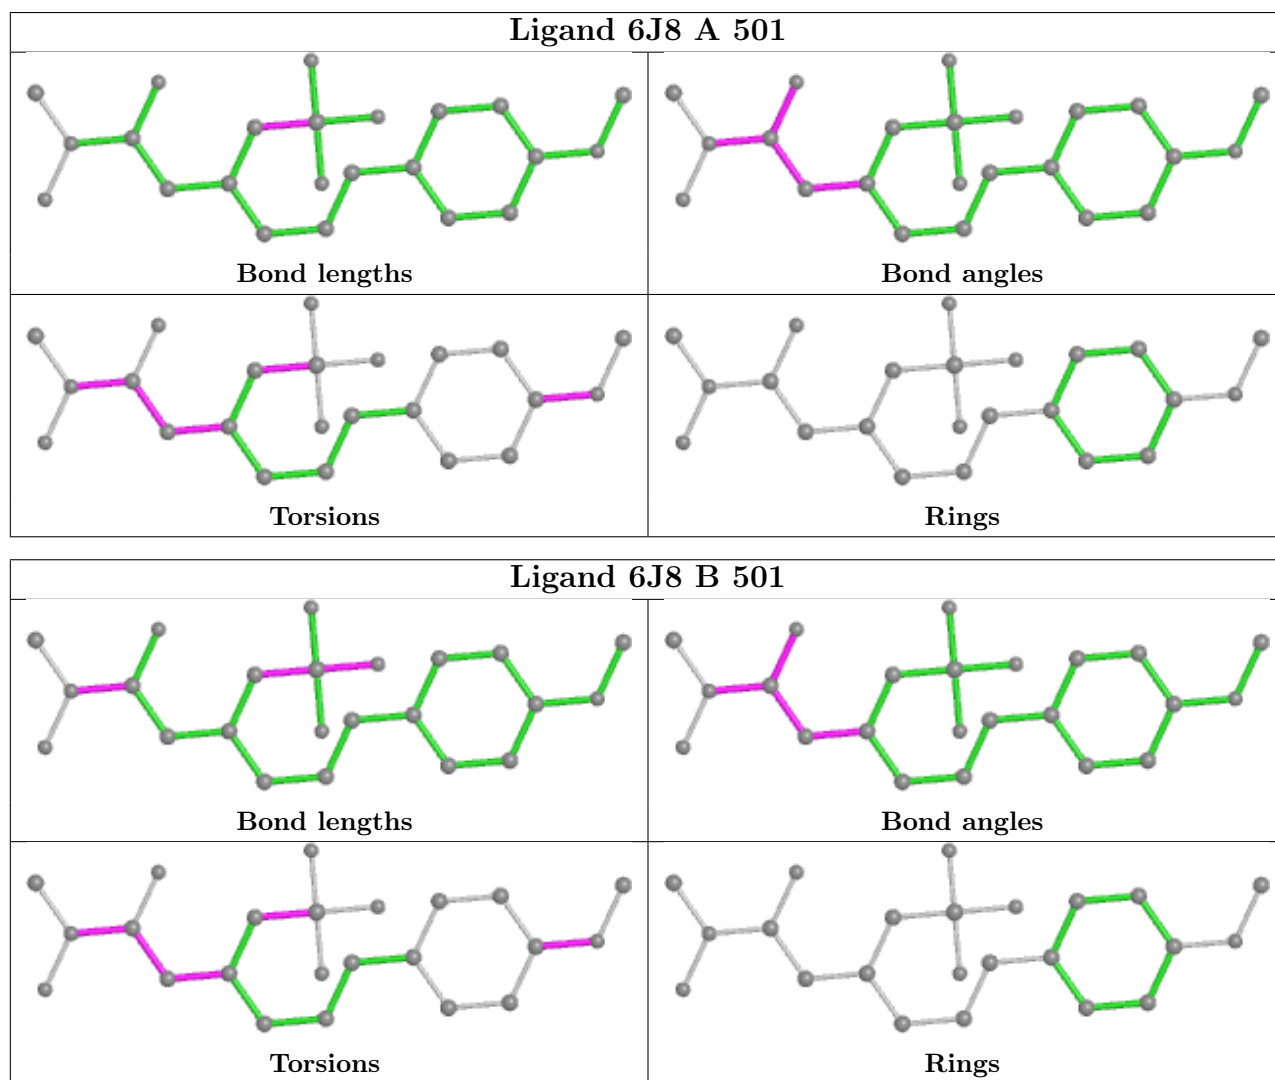 Ligand 6J8 A 501
Bond lengths
Bond angles
Torsions
Rings
Ligand 6J8 B 501
Bond lengths
Bond angles
Torsions
Rings